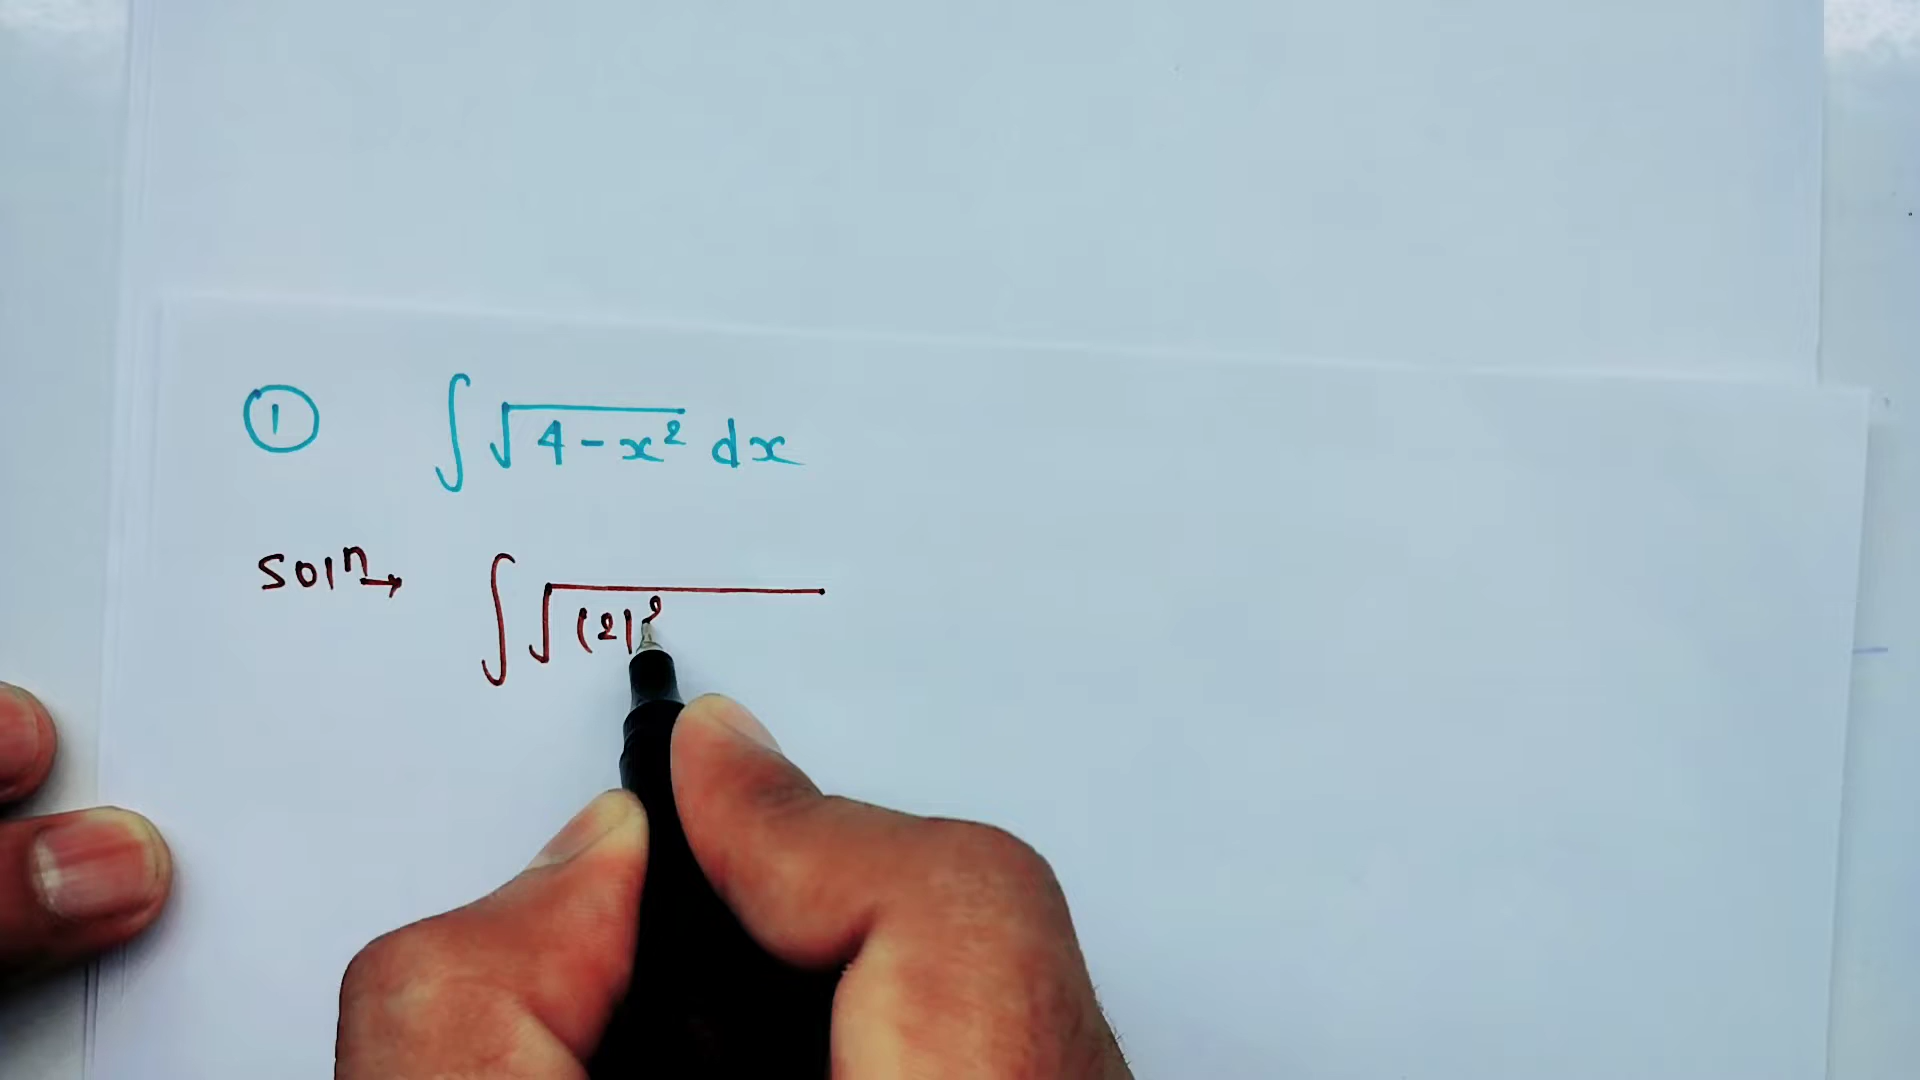 ① ∫√4-x² dx
Solⁿ→ ∫√(2)²